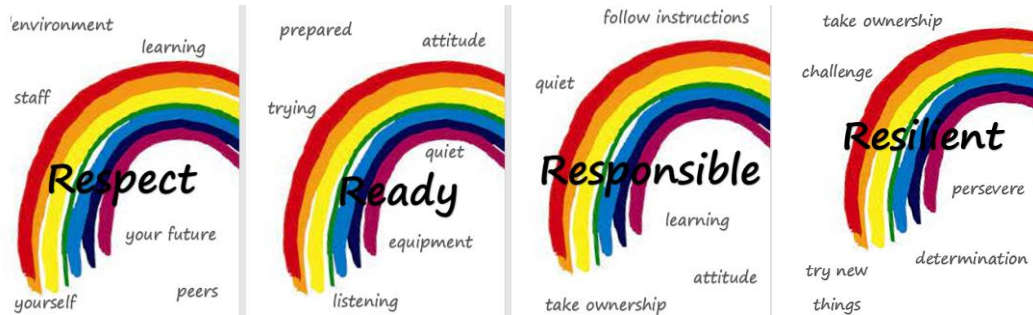 'environment
learning
staff
Respect
your future
yourself
peers
prepared
attitude
trying
quiet
Ready
equipment
listening
follow instructions
quiet
Responsible
learning
attitude
take ownership
take ownership
challenge
Resilient
persevere
determination
try new
things